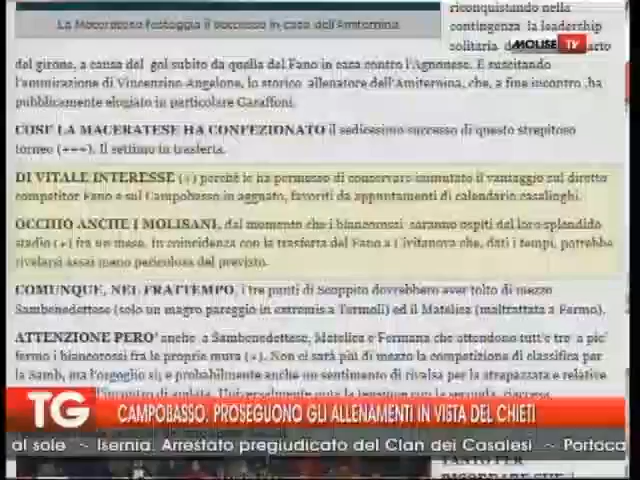 La Maceratese festeggia il successo in casa dell'Amiternina
riconquistando nella
contingenza la leadership
solitaria
MOLISE TV
del girone, a causa del gol subito da quella del Fano in casa contro l'Agnonese. E suscitando
l'ammirazione di Vincenzino Angelone, lo storico allenatore dell'Amiternina, che, a fine incontro ,ha
pubblicamente elogiato in particolare Garaffoni.
COSI' LA MACERATESE HA CONFEZIONATO il sedicesimo successo di questo strepitoso
torneo (+++). Il settimo in trasferta.
DI VITALE INTERESSE (+) perchè le ha permesso di conservare immutato il vantaggio sul diretto
competitor Fano e sul Campobasso in agguato, favoriti da appuntamenti di calendario casalinghi.
OCCHIO ANCHE I MOLISANI, dal momento che i biancorossi saranno ospiti del loro splendido
stadio (+) fra un mese, in coincidenza con la trasferta del Fano a Civitanova che, dati i tempi, potrebbe
rivelarsi assai meno pericolosa del previsto.
COMUNQUE, NEL FRATTEMPO, i tre punti di Scoppito dovrebbero aver tolto di mezzo
Sambenedettese (solo un magro pareggio in extremis a Termoli) ed il Matelica (maltrattata a Fermo).
ATTENZIONE PERO' anche a Sambenedettese, Matelica e Fermana che attendono tutt'e tre a piè
fermo i biancorossi fra le proprie mura (+). Non ci sarà più di mezzo la competizione di classifica per
la Samb, ma l'orgoglio sì; e probabilmente anche un sentimento di rivalsa per la strapazzata e relative
TG
CAMPOBASSO. PROSEGUONO GLI ALLENAMENTI IN VISTA DEL CHIETI
al sole ~ Isernia. Arrestato pregiudicato del Clan dei Casalesi ~ Portoca
TANTO PER